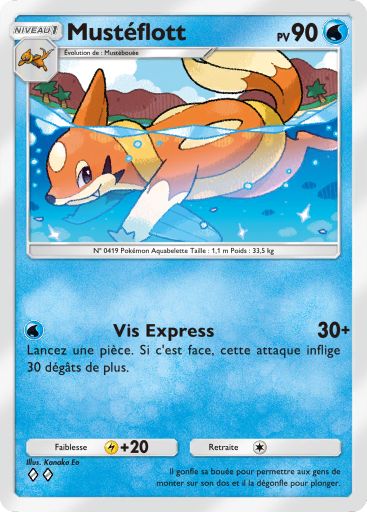 NIVEAU 1
Mustéflott
PV 90
Évolution de : Mustébouée
N° 0419 Pokémon Aquabelette Taille : 1,1 m Poids : 33,5 kg
Vis Express 30+
Lancez une pièce. Si c'est face, cette attaque inflige
30 dégâts de plus.
Faiblesse +20 Retraite
Illus. Kanako Eo
Il gonfle sa bouée pour permettre aux gens de
monter sur son dos et il la dégonfle pour plonger.